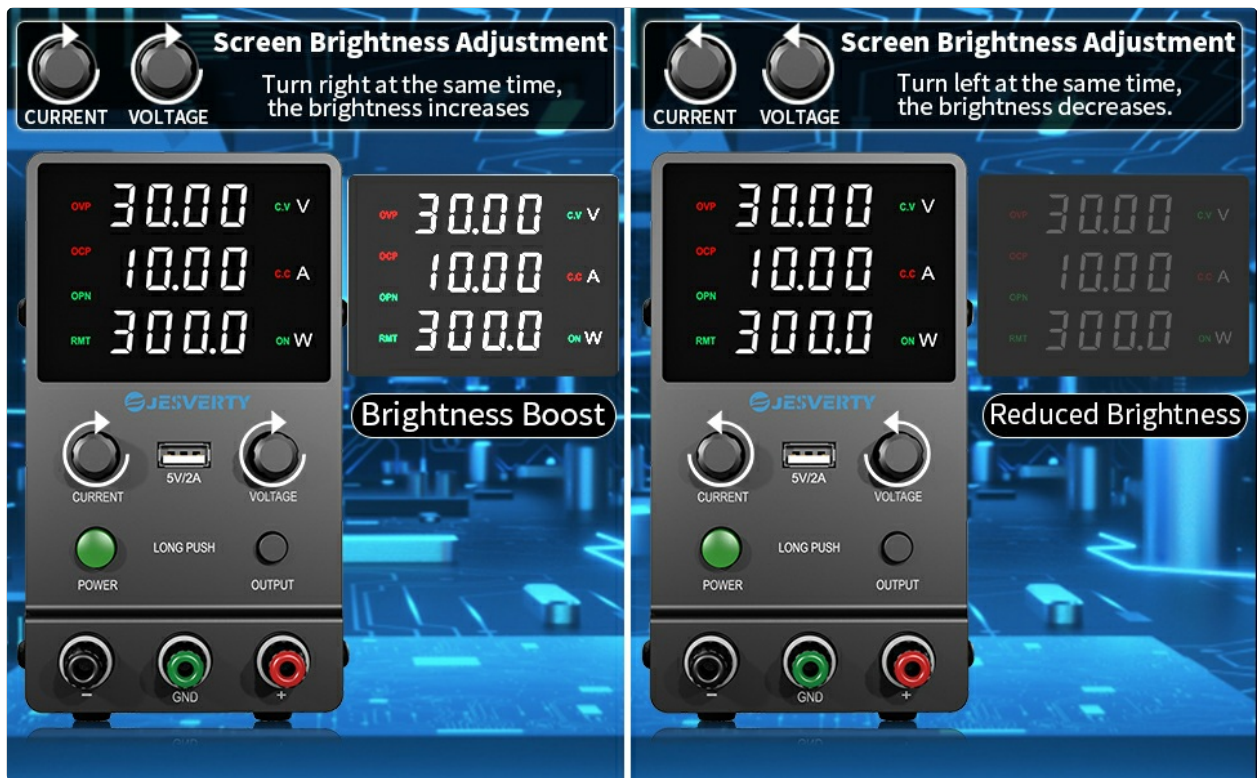 Screen Brightness Adjustment
Turn right at the same time,
the brightness increases
CURRENT VOLTAGE
OVP 30.00 C.V V
OCP 10.00 C.C A
OPN
RMT 300.0 ON W
OVP 30.00 C.V V
OCP 10.00 C.C A
OPN
RMT 300.0 ON W
JESVERTY
Brightness Boost
5V/2A
CURRENT VOLTAGE
LONG PUSH
POWER OUTPUT
- GND +
Screen Brightness Adjustment
Turn left at the same time,
the brightness decreases.
CURRENT VOLTAGE
OVP 30.00 C.V V
OCP 10.00 C.C A
OPN
RMT 300.0 ON W
OVP 30.00 C.V V
OCP 10.00 C.C A
OPN
RMT 300.0 ON W
JESVERTY
Reduced Brightness
5V/2A
CURRENT VOLTAGE
LONG PUSH
POWER OUTPUT
- GND +